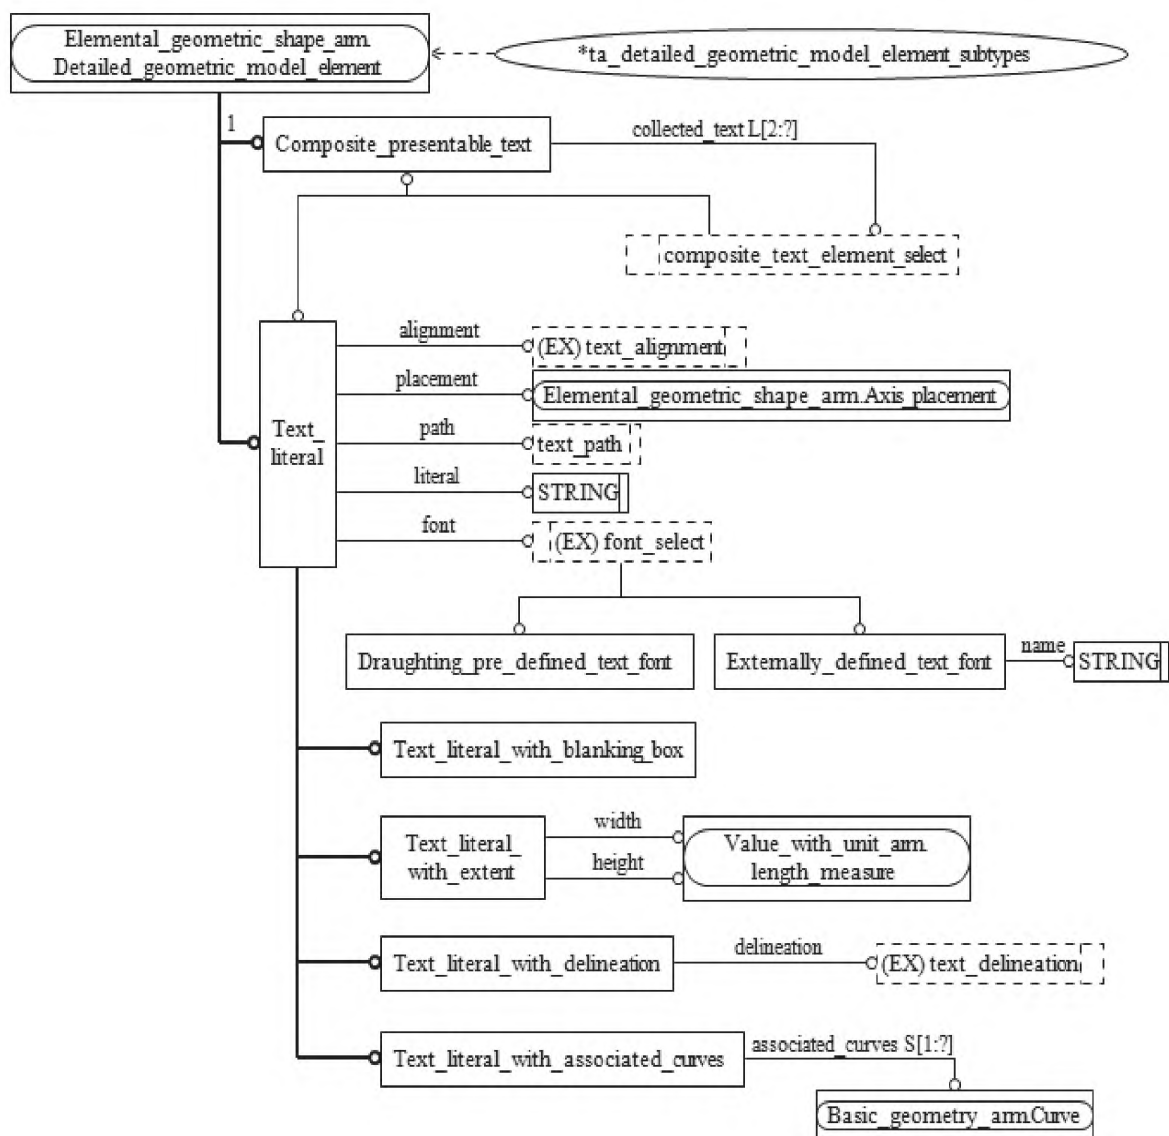 Elemental_geometric_shape_arm.
Detailed_geometric_model_element
*ta_detailed_geometric_model_element_subtypes
1
Composite_presentable_text
collected_text L[2:?]
composite_text_element_select
Text_
literal
alignment
(EX) text_alignment
placement
Elemental_geometric_shape_arm.Axis_placement
path
text_path
literal
STRING
font
(EX) font_select
Draughting_pre_defined_text_font
Externally_defined_text_font
name
STRING
Text_literal_with_blanking_box
Text_literal_
with_extent
width
height
Value_with_unit_arm.
length_measure
Text_literal_with_delineation
delineation
(EX) text_delineation
Text_literal_with_associated_curves
associated_curves S[1:?]
Basic_geometry_arm.Curve